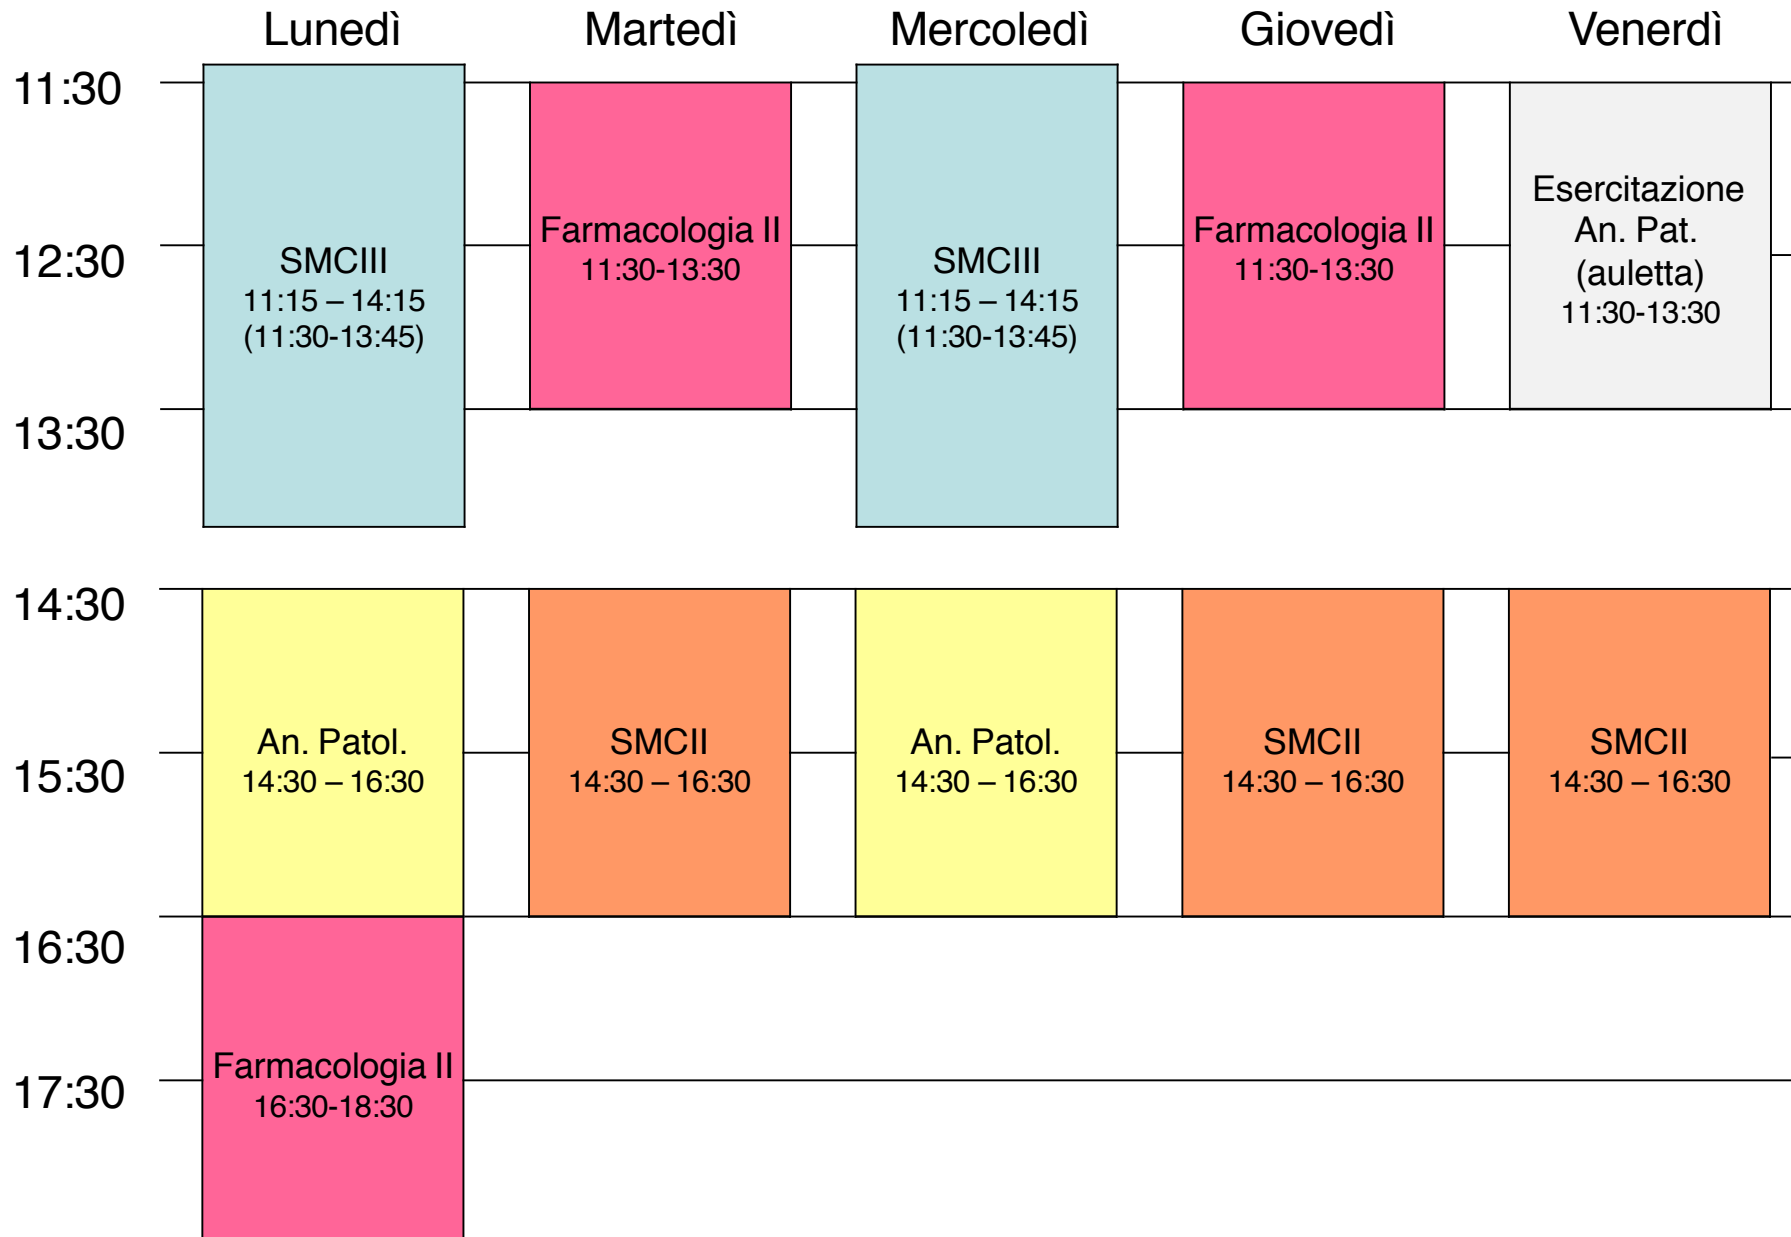 Lunedì
Martedì
Mercoledì
Giovedì
Venerdì
11:30
12:30
13:30
SMCIII
11:15 – 14:15
(11:30-13:45)
Farmacologia II
11:30-13:30
SMCIII
11:15 – 14:15
(11:30-13:45)
Farmacologia II
11:30-13:30
Esercitazione
An. Pat.
(auletta)
11:30-13:30
14:30
15:30
16:30
17:30
An. Patol.
14:30 – 16:30
SMCII
14:30 – 16:30
An. Patol.
14:30 – 16:30
SMCII
14:30 – 16:30
SMCII
14:30 – 16:30
Farmacologia II
16:30-18:30